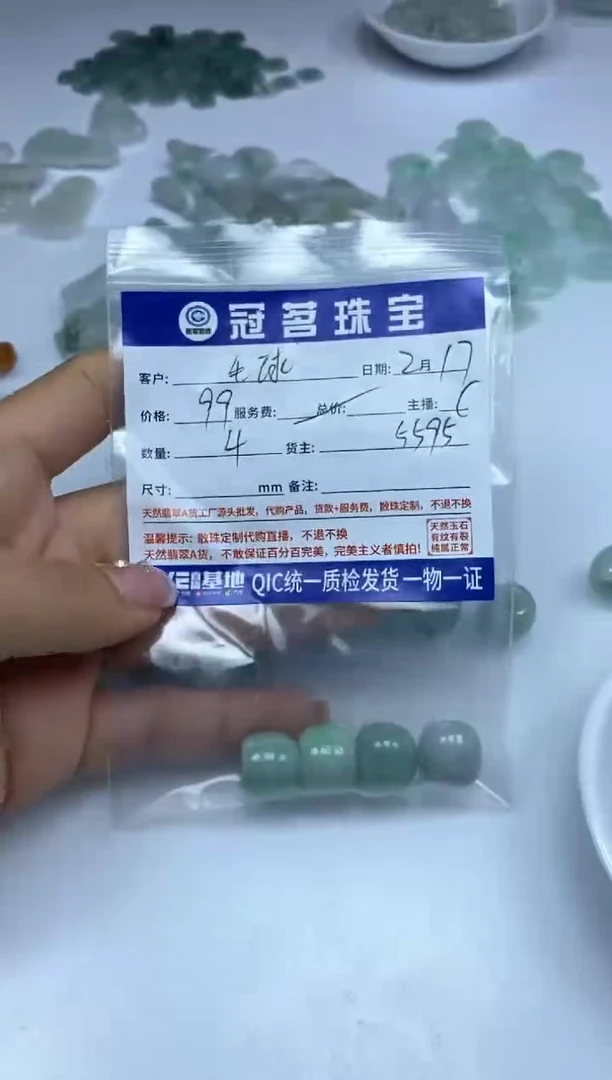 冠茗珠宝
客户: 毛球 日期: 2月17
价格: 99 服务费: 总价: 主播: C
数量: 4 货主: 5595
尺寸: mm 备注:
天然翡翠A货工厂源头批发，代购产品，货款+服务费，散珠定制，不退不换
温馨提示: 散珠定制代购直播，不退不换
天然翡翠A货，不敢保证百分百完美，完美主义者慎拍!
天然玉石
有纹有裂
纯属正常
基地 QIC统一质检发货 一物一证